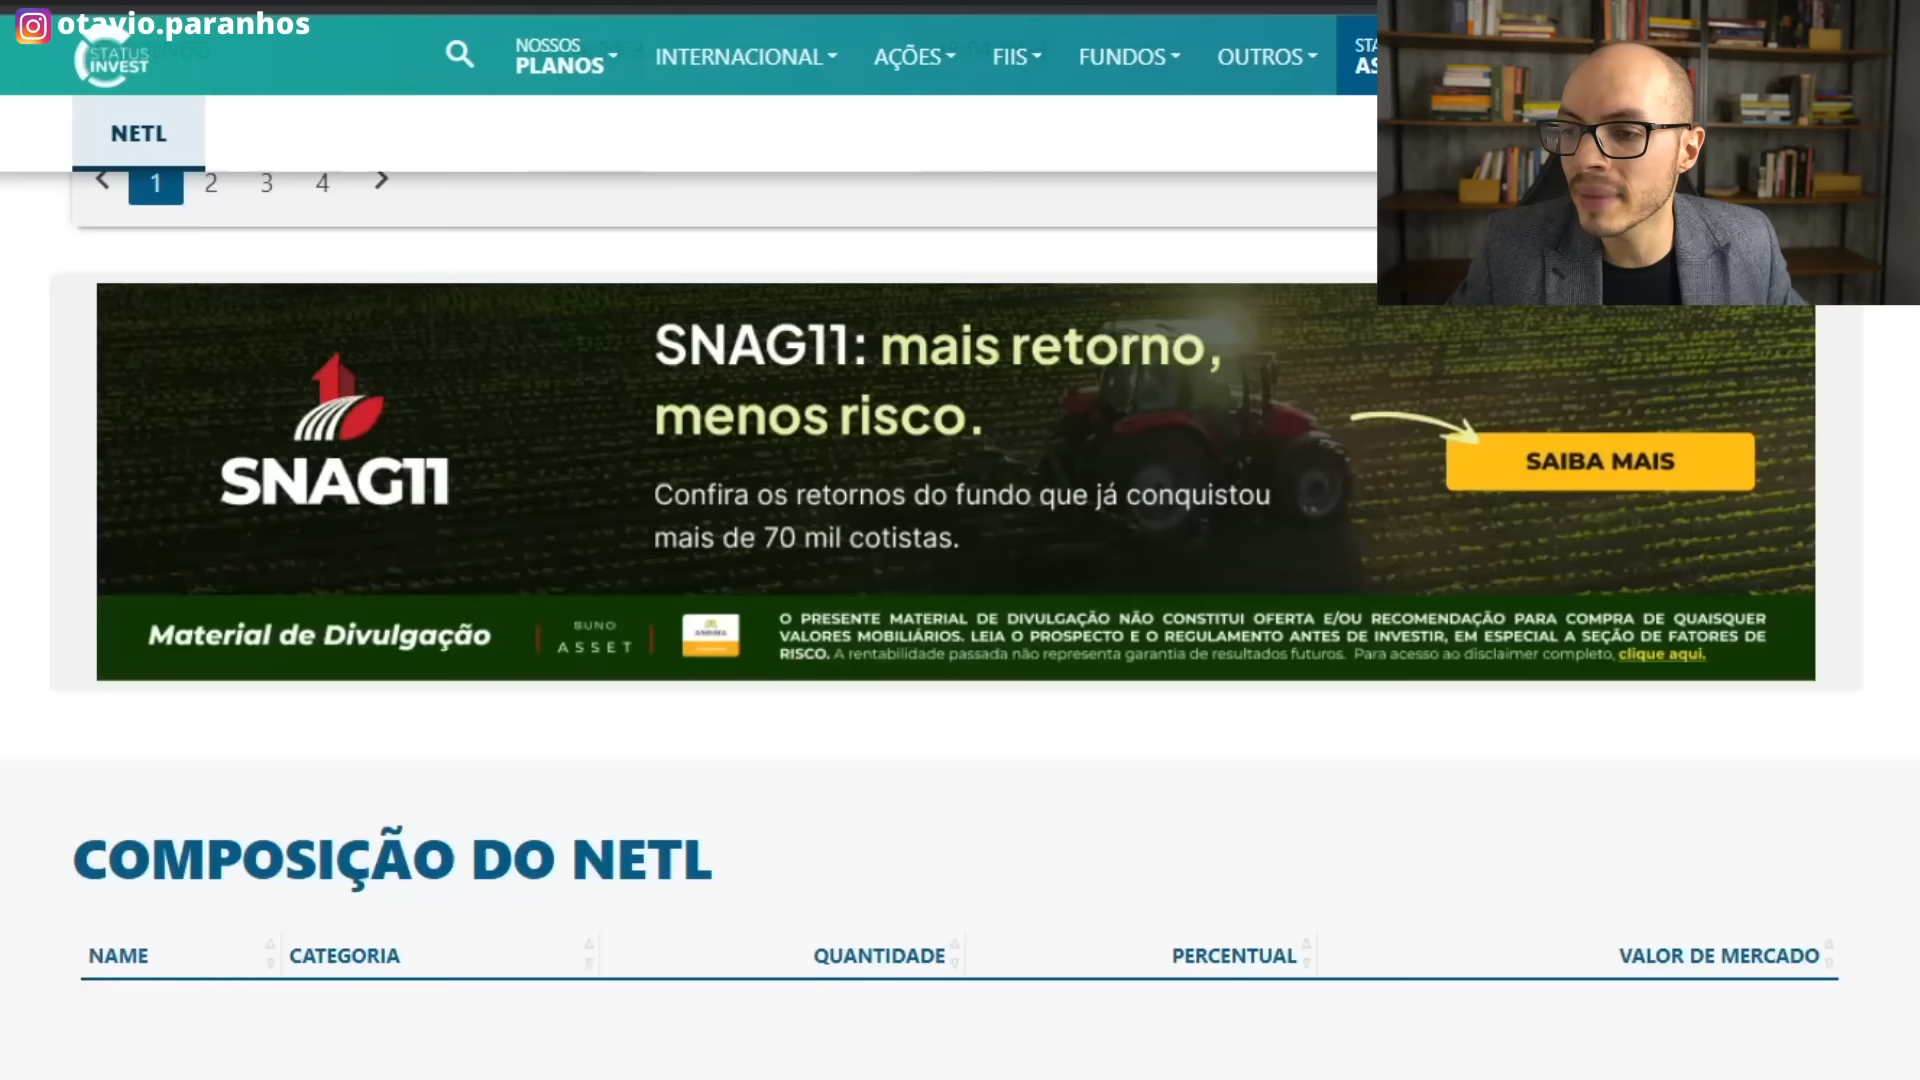 otavio.paranhos
STATUS
INVEST
NOSSOS
PLANOS
INTERNACIONAL
AÇÕES
FIIS
FUNDOS
OUTROS
STA
AS
NETL
1 2 3 4
SNAG11: mais retorno,
menos risco.
SNAG11
SAIBA MAIS
Confira os retornos do fundo que já conquistou
mais de 70 mil cotistas.
Material de Divulgação
SUNO
ASSET
ANBIMA
O PRESENTE MATERIAL DE DIVULGAÇÃO NÃO CONSTITUI OFERTA E/OU RECOMENDAÇÃO PARA COMPRA DE QUAISQUER
VALORES MOBILIÁRIOS. LEIA O PROSPECTO E O REGULAMENTO ANTES DE INVESTIR, EM ESPECIAL A SEÇÃO DE FATORES DE
RISCO. A rentabilidade passada não representa garantia de resultados futuros. Para acesso ao disclaimer completo, clique aqui.
COMPOSIÇÃO DO NETL
NAME CATEGORIA QUANTIDADE PERCENTUAL VALOR DE MERCADO